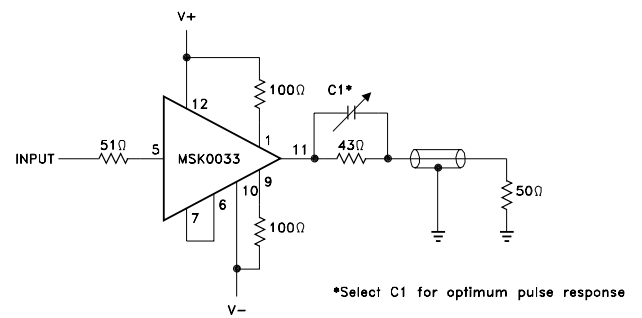 V+
12
100Ω
C1*
1
51Ω
5
MSK0033
11
43Ω
INPUT
9
10
6
7
50Ω
100Ω
*Select C1 for optimum pulse response
V-